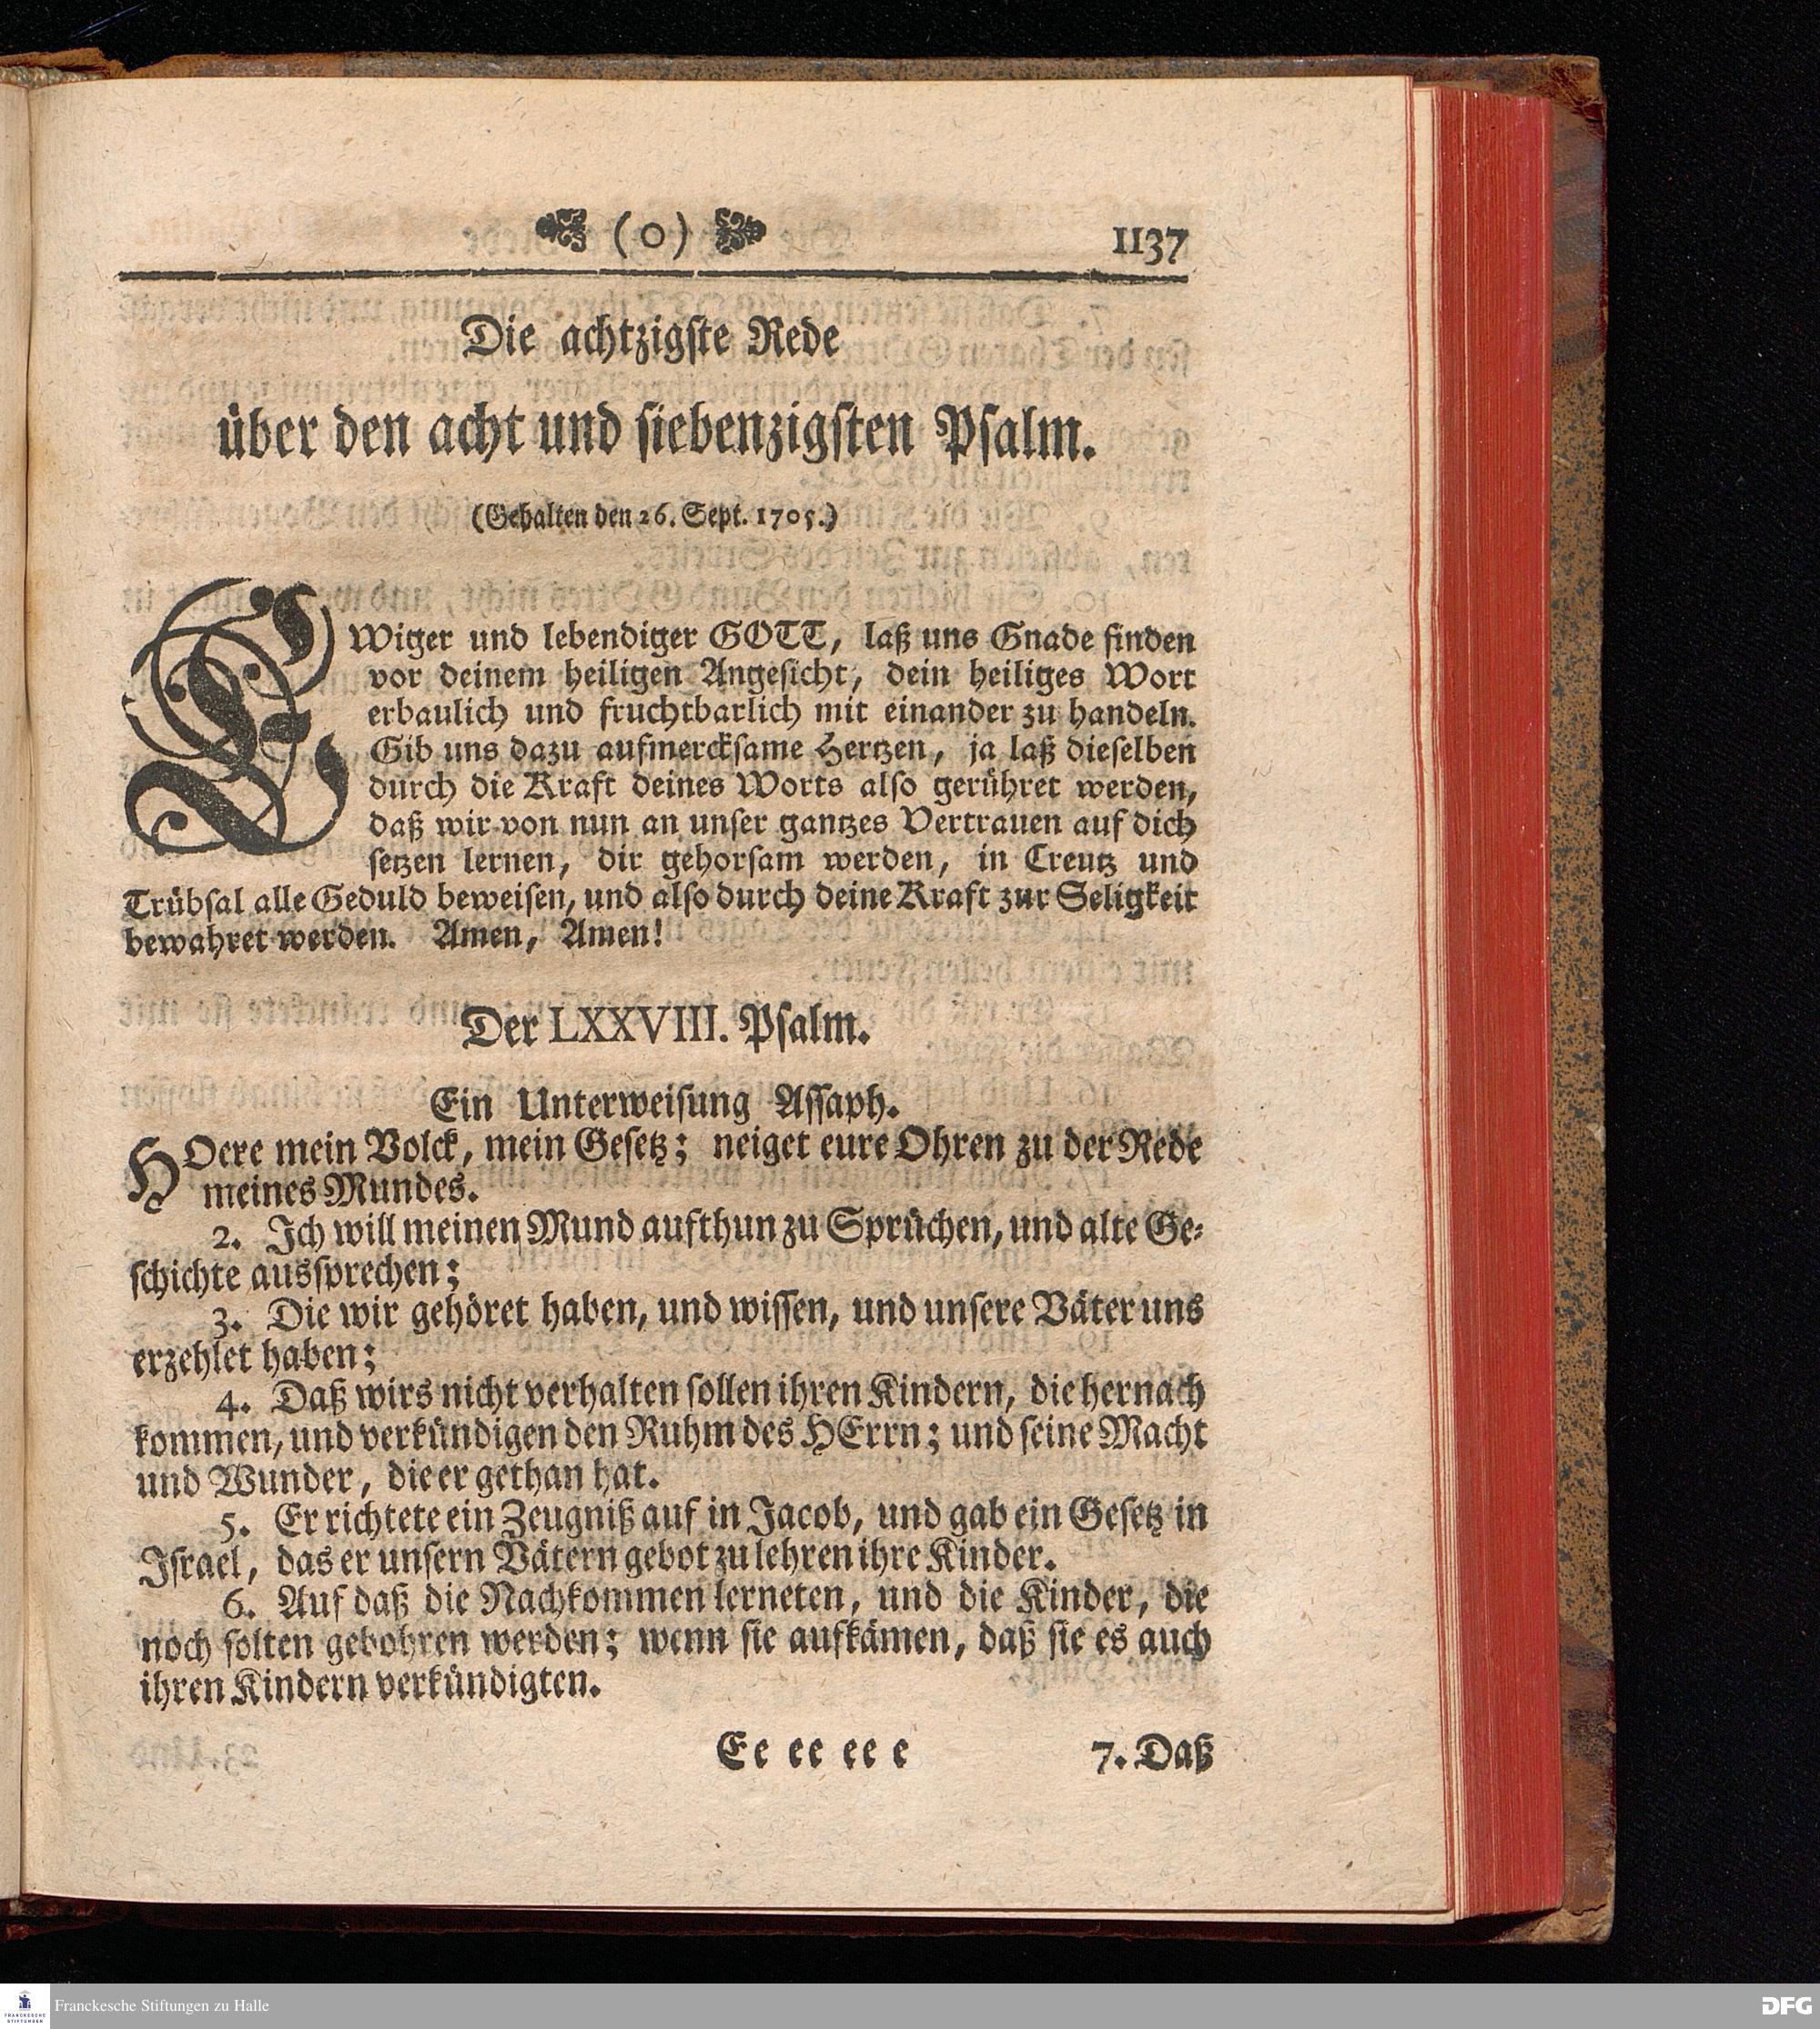 (0) 1137
Die achtzigste Rede
über den acht und siebenzigsten Psalm.
(Gehalten den 26. Sept. 1705.)
EWiger und lebendiger GOTT, laß uns Gnade finden
vor deinem heiligen Angesicht, dein heiliges Wort
erbaulich und fruchtbarlich mit einander zu handeln.
Gib uns dazu aufmercksame Hertzen, ja laß dieselben
durch die Kraft deines Worts also gerühret werden,
daß wir von nun an unser gantzes Vertrauen auf dich
setzen lernen, dir gehorsam werden, in Creutz und
Trübsal alle Geduld beweisen, und also durch deine Kraft zur Seligkeit
bewahret werden. Amen, Amen!
Der LXXVIII. Psalm.
Ein Unterweisung Assaph.
HOere mein Volck, mein Gesetz; neiget eure Ohren zu der Rede
meines Mundes.
2. Ich will meinen Mund aufthun zu Sprüchen, und alte Ge-
schichte aussprechen;
3. Die wir gehöret haben, und wissen, und unsere Väter uns
erzehlet haben;
4. Daß wirs nicht verhalten sollen ihren Kindern, die hernach
kommen, und verkündigen den Ruhm des HErrn; und seine Macht
und Wunder, die er gethan hat.
5. Er richtete ein Zeugniß auf in Jacob, und gab ein Gesetz in
Israel, das er unsern Vätern gebot zu lehren ihre Kinder.
6. Auf daß die Nachkommen lerneten, und die Kinder, die
noch solten gebohren werden; wenn sie aufkämen, daß sie es auch
ihren Kindern verkündigten.
Ee ee ee e 7. Daß
FRANCKESCHE
STIFTUNGEN
Franckesche Stiftungen zu Halle
DFG